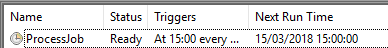 Name Status Triggers Next Run Time
ProcessJob Ready At 15:00 every ... 15/03/2018 15:00:00